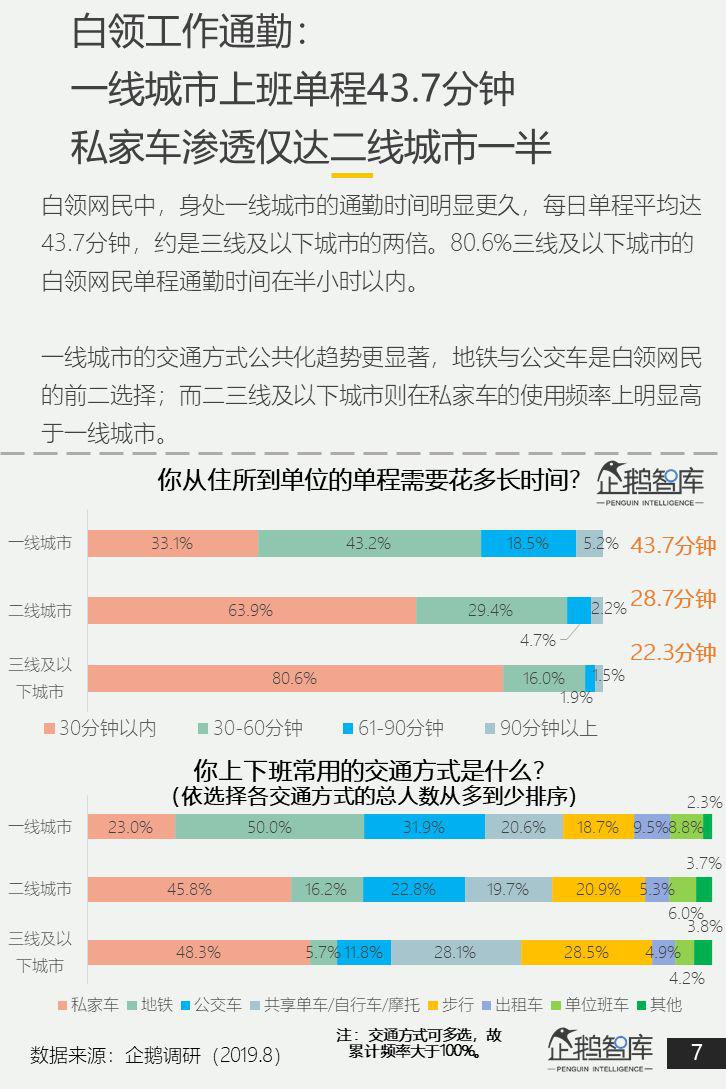 白领工作通勤：
一线城市上班单程43.7分钟
私家车渗透仅达二线城市一半
白领网民中，身处一线城市的通勤时间明显更久，每日单程平均达
43.7分钟，约是三线及以下城市的两倍。80.6%三线及以下城市的
白领网民单程通勤时间在半小时以内。
一线城市的交通方式公共化趋势更显著，地铁与公交车是白领网民
的前二选择；而二三线及以下城市则在私家车的使用频率上明显高
于一线城市。
你从住所到单位的单程需要花多长时间？
企鹅智库
PENGUIN INTELLIGENCE
一线城市 33.1% 43.2% 18.5% 5.2% 43.7分钟
二线城市 63.9% 29.4% 4.7% 2.2% 28.7分钟
三线及以
下城市
80.6% 16.0% 1.9% 1.5% 22.3分钟
30分钟以内 30-60分钟 61-90分钟 90分钟以上
你上下班常用的交通方式是什么？
（依选择各交通方式的总人数从多到少排序）
一线城市 23.0% 50.0% 31.9% 20.6% 18.7% 9.5% 8.8% 2.3%
二线城市 45.8% 16.2% 22.8% 19.7% 20.9% 5.3% 6.0% 3.7%
三线及以
下城市
48.3% 5.7% 11.8% 28.1% 28.5% 4.9% 4.2% 3.8%
私家车 地铁 公交车 共享单车/自行车/摩托 步行 出租车 单位班车 其他
注：交通方式可多选，故
累计频率大于100%。
数据来源：企鹅调研（2019.8）
企鹅智库
PENGUIN INTELLIGENCE
7